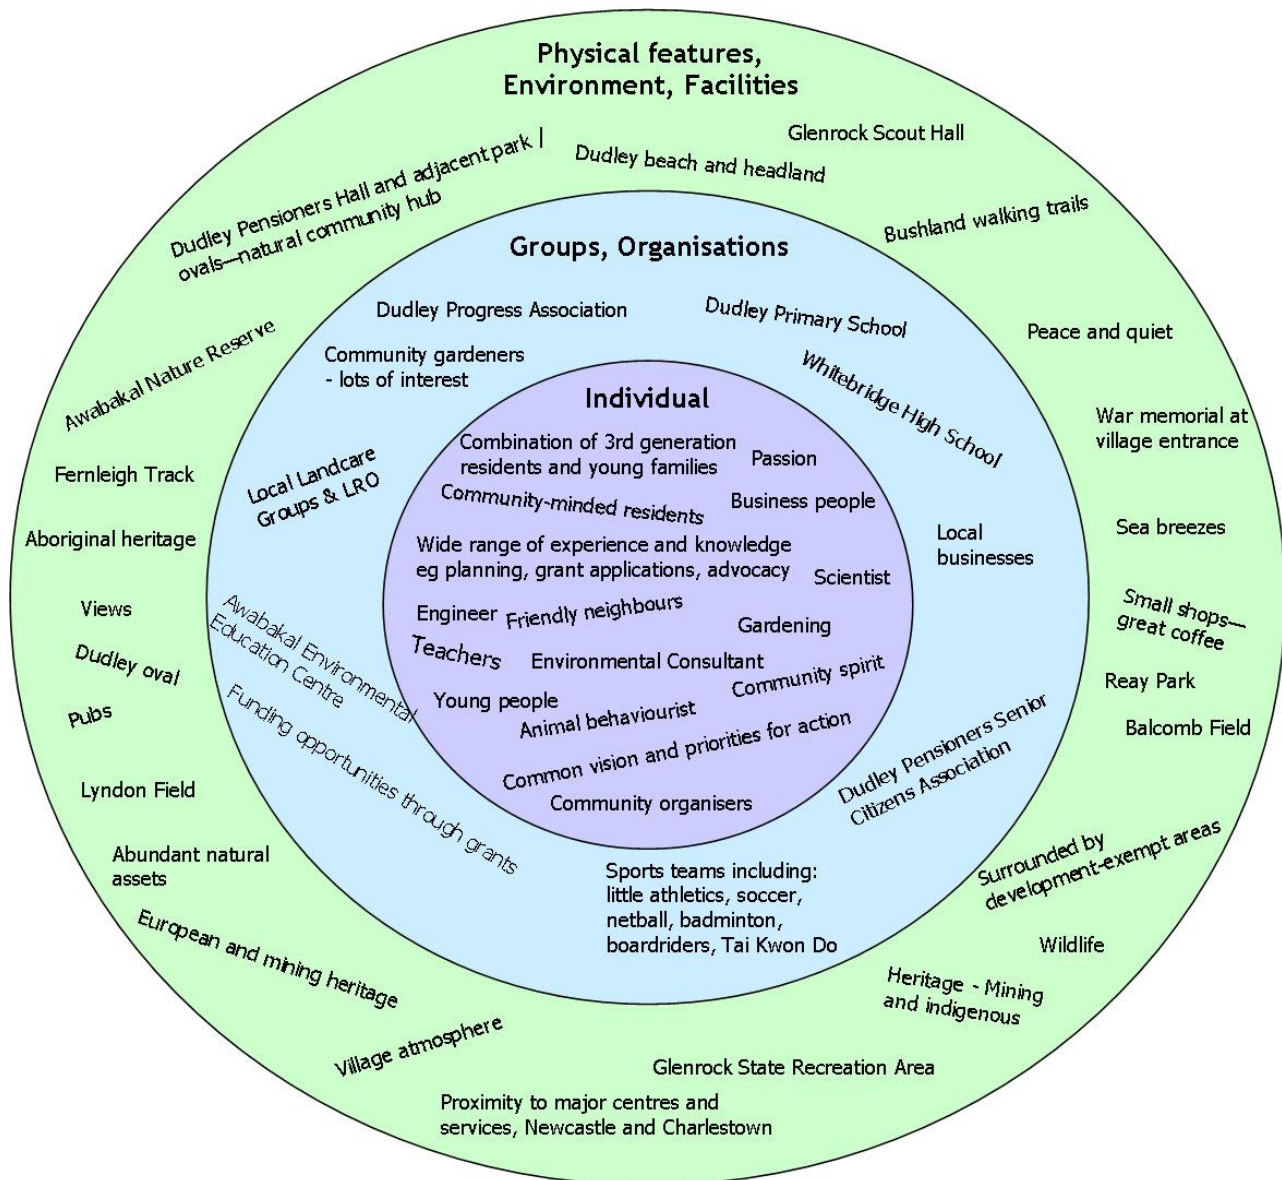 Physical features,
Environment, Facilities
Glenrock Scout Hall
Dudley Pensioners Hall and adjacent park |
ovals—natural community hub
Dudley beach and headland
Bushland walking trails
Awabakal Nature Reserve
Peace and quiet
War memorial at
village entrance
Fernleigh Track
Sea breezes
Aboriginal heritage
Views
Small shops—
great coffee
Dudley oval
Reay Park
Pubs
Balcomb Field
Lyndon Field
Abundant natural
assets
Surrounded by
development-exempt areas
European and mining heritage
Wildlife
Heritage - Mining
and indigenous
Village atmosphere
Glenrock State Recreation Area
Proximity to major centres and
services, Newcastle and Charlestown
Groups, Organisations
Dudley Progress Association
Dudley Primary School
Community gardeners
- lots of interest
Whitebridge High School
Local Landcare
Groups & LRO
Local
businesses
Awabakal Environmental
Education Centre
Funding opportunities through grants
Dudley Pensioners Senior
Citizens Association
Sports teams including:
little athletics, soccer,
netball, badminton,
boardriders, Tai Kwon Do
Individual
Combination of 3rd generation
residents and young families
Passion
Community-minded residents
Business people
Wide range of experience and knowledge
eg planning, grant applications, advocacy
Scientist
Engineer
Friendly neighbours
Gardening
Teachers
Environmental Consultant
Community spirit
Young people
Animal behaviourist
Common vision and priorities for action
Community organisers